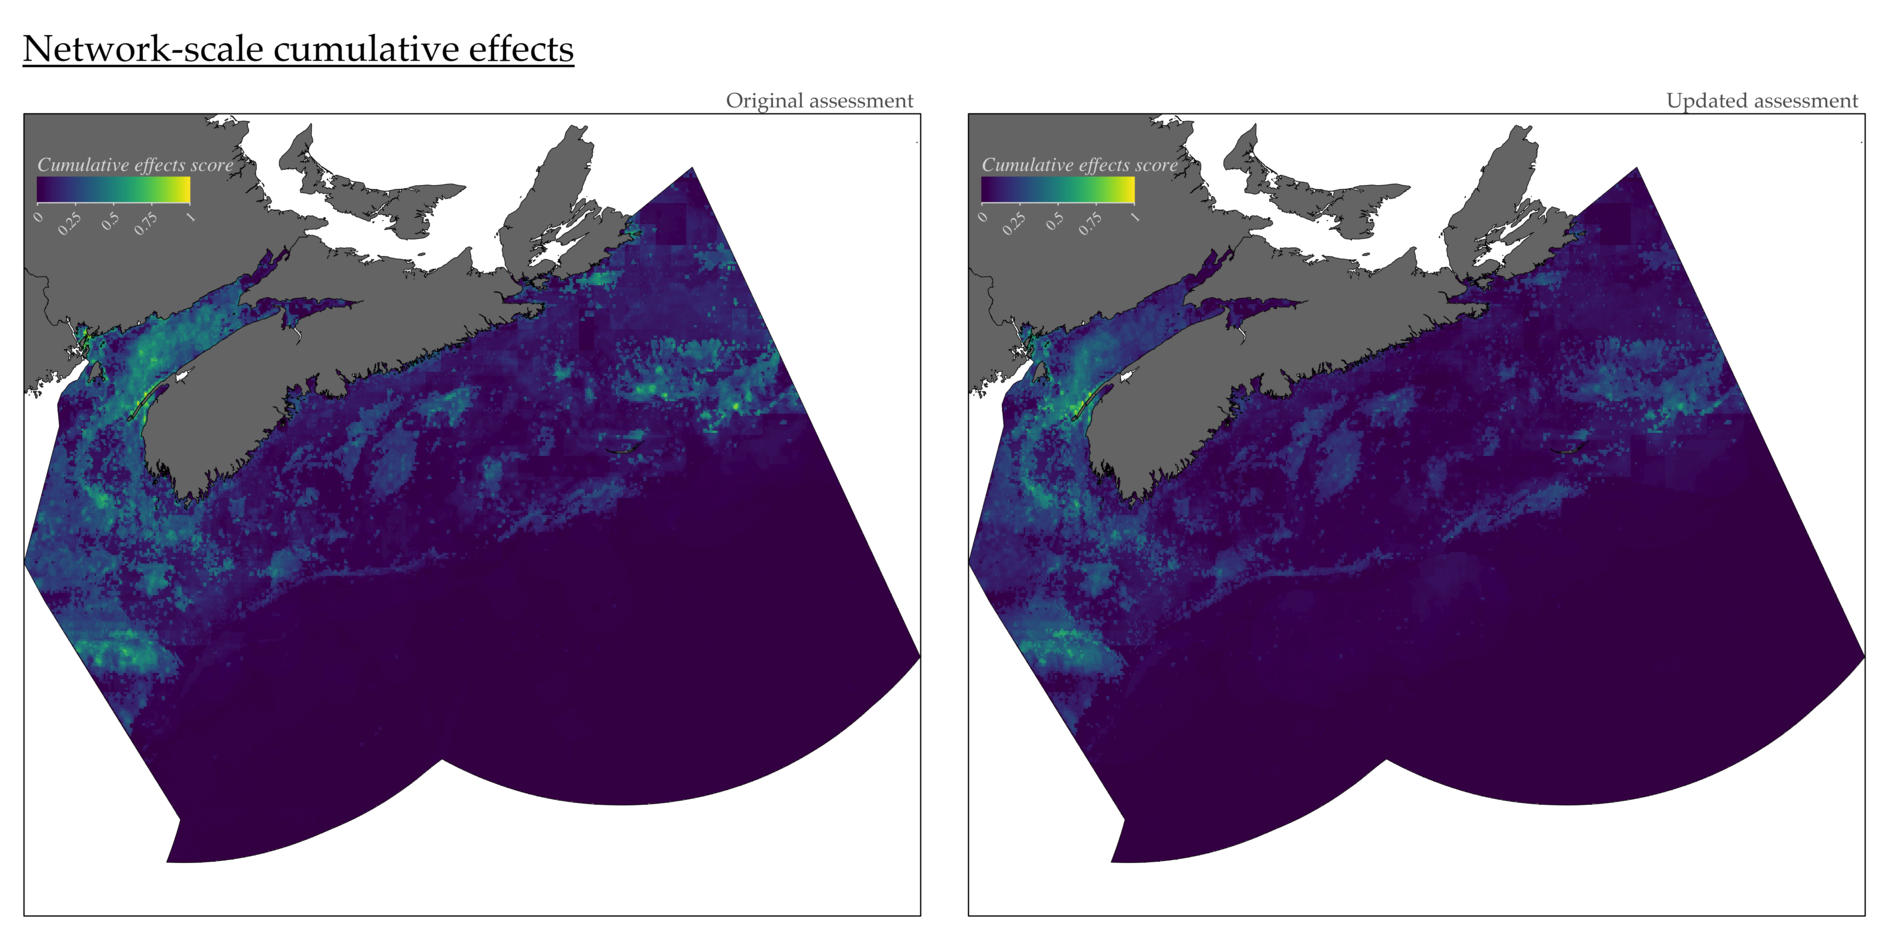 Network-scale cumulative effects
Original assessment
Updated assessment
Cumulative effects score
0 0.25 0.5 0.75 1
Cumulative effects score
0 0.25 0.5 0.75 1